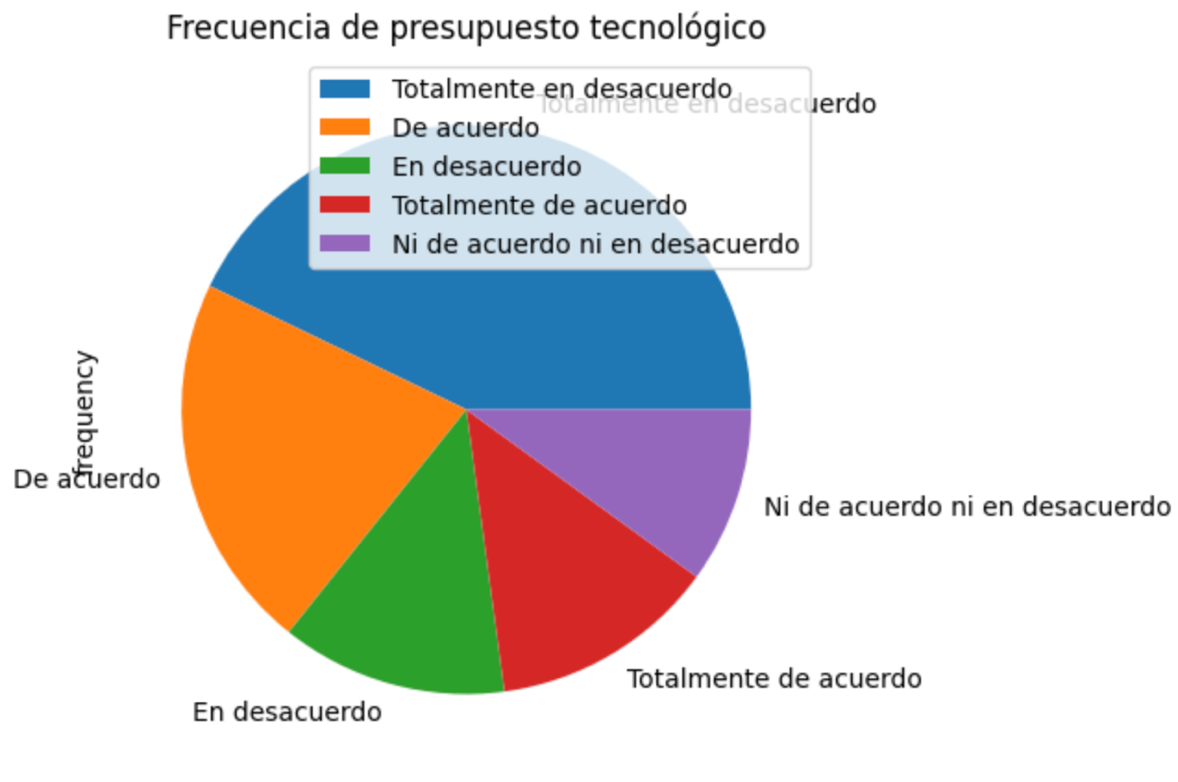 Frecuencia de presupuesto tecnológico
Totalmente en desacuerdo
Totalmente en desacuerdo
De acuerdo
En desacuerdo
Totalmente de acuerdo
Ni de acuerdo ni en desacuerdo
frequency
De acuerdo
Ni de acuerdo ni en desacuerdo
Totalmente de acuerdo
En desacuerdo